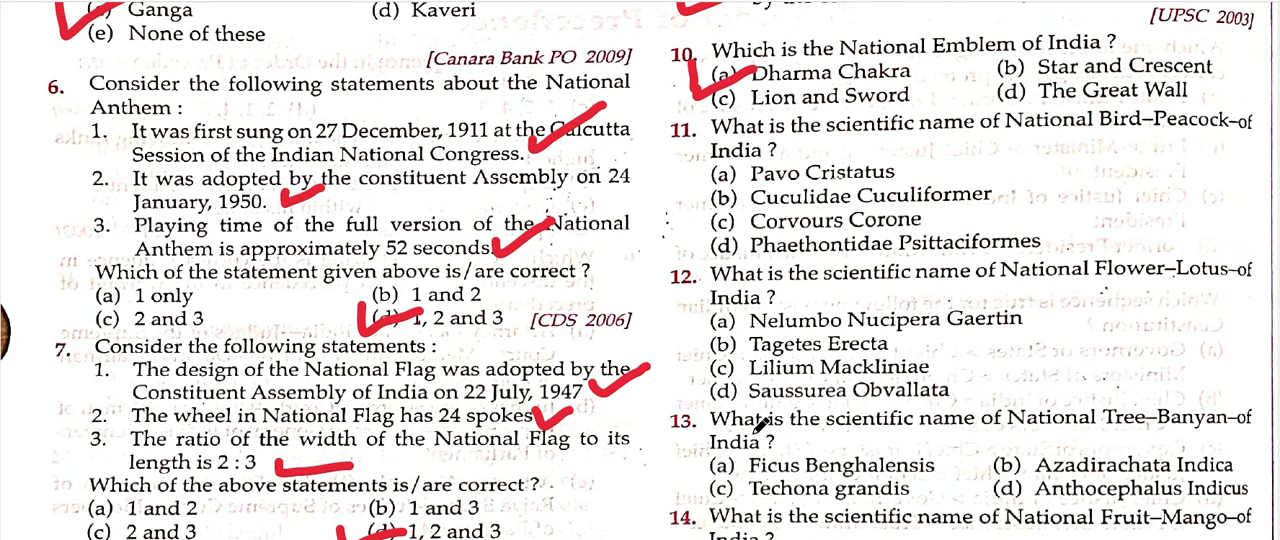 Ganga (d) Kaveri
(e) None of these
[Canara Bank PO 2009]
6. Consider the following statements about the National
Anthem :
1. It was first sung on 27 December, 1911 at the Calcutta
Session of the Indian National Congress.
2. It was adopted by the constituent Assembly on 24
January, 1950.
3. Playing time of the full version of the National
Anthem is approximately 52 seconds.
Which of the statement given above is/are correct ?
(a) 1 only (b) 1 and 2
(c) 2 and 3 (d) 1, 2 and 3 [CDS 2006]
7. Consider the following statements :
1. The design of the National Flag was adopted by the
Constituent Assembly of India on 22 July, 1947
2. The wheel in National Flag has 24 spokes
3. The ratio of the width of the National Flag to its
length is 2 : 3
Which of the above statements is/are correct ?
(a) 1 and 2 (b) 1 and 3
(c) 2 and 3 (d) 1, 2 and 3
[UPSC 2003]
10. Which is the National Emblem of India ?
(a) Dharma Chakra (b) Star and Crescent
(c) Lion and Sword (d) The Great Wall
11. What is the scientific name of National Bird–Peacock–of
India ?
(a) Pavo Cristatus
(b) Cuculidae Cuculiformer
(c) Corvours Corone
(d) Phaethontidae Psittaciformes
12. What is the scientific name of National Flower–Lotus–of
India ?
(a) Nelumbo Nucipera Gaertin
(b) Tagetes Erecta
(c) Lilium Mackliniae
(d) Saussurea Obvallata
13. What is the scientific name of National Tree–Banyan–of
India ?
(a) Ficus Benghalensis (b) Azadirachata Indica
(c) Techona grandis (d) Anthocephalus Indicus
14. What is the scientific name of National Fruit–Mango–of
India ?